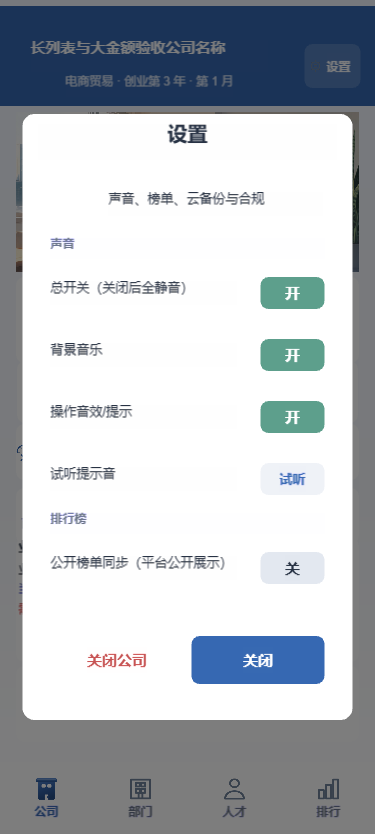 长列表与大金额验收公司名称
电商贸易 · 创业第 3 年 · 第 1 月
设置
设置
声音、榜单、云备份与合规
声音
总开关（关闭后全静音）
开
背景音乐
开
操作音效/提示
开
试听提示音
试听
排行榜
公开榜单同步（平台公开展示）
关
关闭公司
关闭
公司
部门
人才
排行